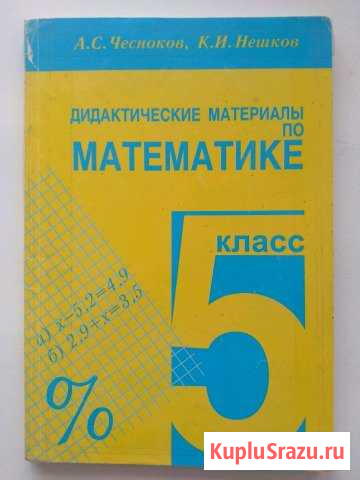 А.С. Чесноков, К.И. Нешков
ДИДАКТИЧЕСКИЕ МАТЕРИАЛЫ
ПО
МАТЕМАТИКЕ
5
класс
а) x−5,2=4,9
б) 2,9+x=3,5
%
KupluSrazu.ru